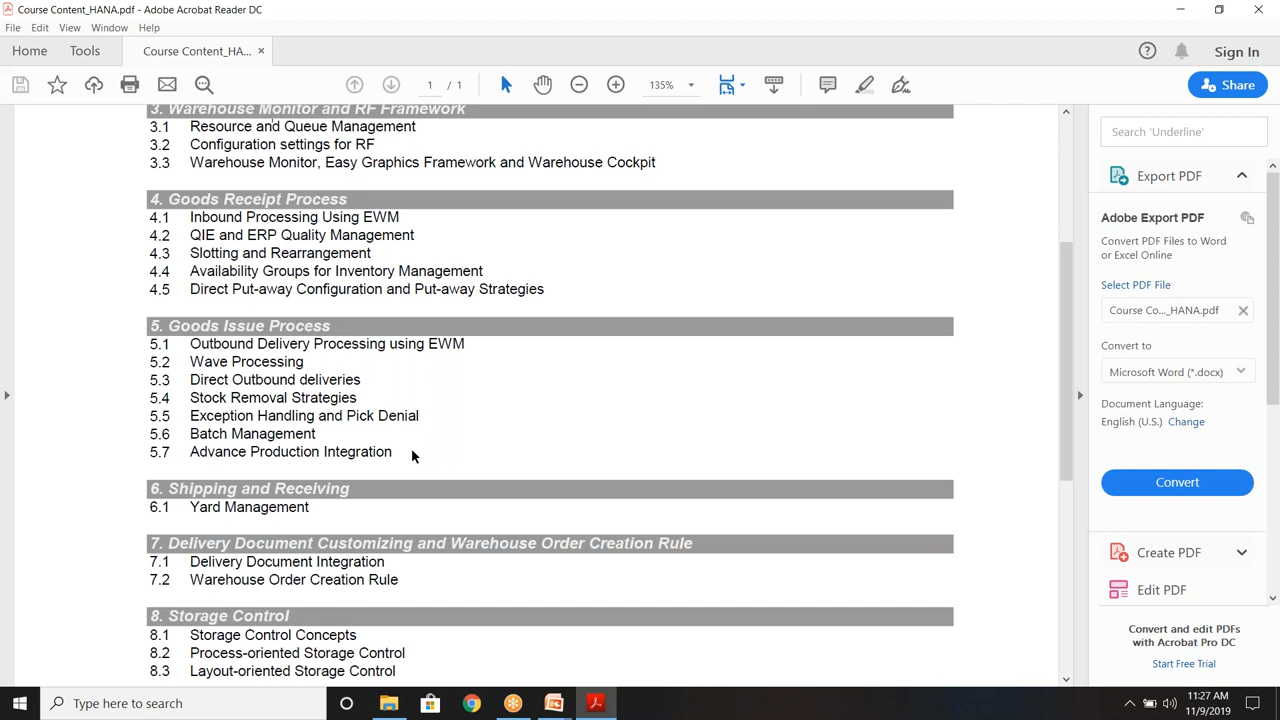 Course Content_HANA.pdf - Adobe Acrobat Reader DC
File Edit View Window Help
Home Tools Course Content_HA... ×
Sign In
1 / 1 135% Share
3. Warehouse Monitor and RF Framework
3.1 Resource and Queue Management
3.2 Configuration settings for RF
3.3 Warehouse Monitor, Easy Graphics Framework and Warehouse Cockpit
4. Goods Receipt Process
4.1 Inbound Processing Using EWM
4.2 QIE and ERP Quality Management
4.3 Slotting and Rearrangement
4.4 Availability Groups for Inventory Management
4.5 Direct Put-away Configuration and Put-away Strategies
5. Goods Issue Process
5.1 Outbound Delivery Processing using EWM
5.2 Wave Processing
5.3 Direct Outbound deliveries
5.4 Stock Removal Strategies
5.5 Exception Handling and Pick Denial
5.6 Batch Management
5.7 Advance Production Integration
6. Shipping and Receiving
6.1 Yard Management
7. Delivery Document Customizing and Warehouse Order Creation Rule
7.1 Delivery Document Integration
7.2 Warehouse Order Creation Rule
8. Storage Control
8.1 Storage Control Concepts
8.2 Process-oriented Storage Control
8.3 Layout-oriented Storage Control
Search 'Underline'
Export PDF
Adobe Export PDF
Convert PDF Files to Word
or Excel Online
Select PDF File
Course Co..._HANA.pdf
Convert to
Microsoft Word (*.docx)
Document Language:
English (U.S.) Change
Convert
Create PDF
Edit PDF
Convert and edit PDFs
with Acrobat Pro DC
Start Free Trial
Type here to search
11:27 AM
11/9/2019